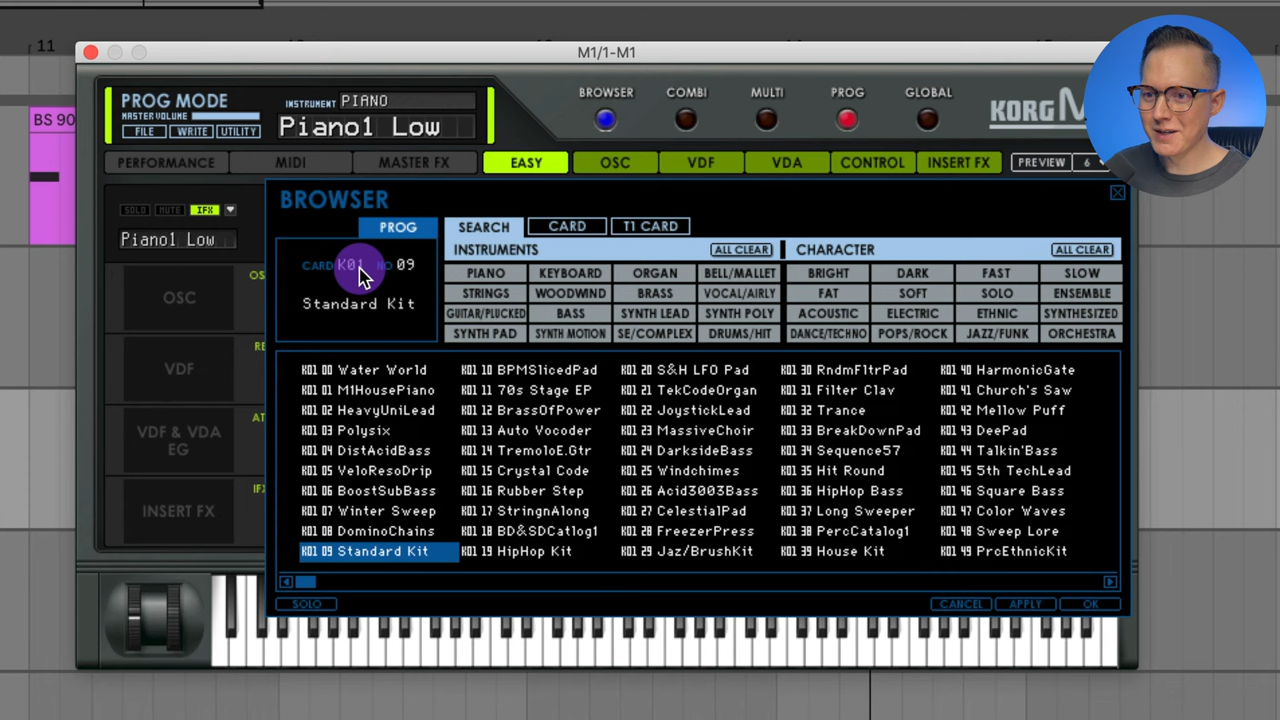 11
M1/1-M1
BS 90
PROG MODE
MASTER VOLUME
FILE WRITE UTILITY
INSTRUMENT PIANO
Piano1 Low
BROWSER COMBI MULTI PROG GLOBAL
KORG
PERFORMANCE MIDI MASTER FX EASY OSC VDF VDA CONTROL INSERT FX PREVIEW 6
SOLO MUTE IFX
Piano1 Low
OSC
VDF
VDF & VDA
EG
INSERT FX
BROWSER
PROG
CARD K01 NO 09
Standard Kit
SEARCH CARD T1 CARD
INSTRUMENTS ALL CLEAR CHARACTER ALL CLEAR
PIANO KEYBOARD ORGAN BELL/MALLET BRIGHT DARK FAST SLOW
STRINGS WOODWIND BRASS VOCAL/AIRLY FAT SOFT SOLO ENSEMBLE
GUITAR/PLUCKED BASS SYNTH LEAD SYNTH POLY ACOUSTIC ELECTRIC ETHNIC SYNTHESIZED
SYNTH PAD SYNTH MOTION SE/COMPLEX DRUMS/HIT DANCE/TECHNO POPS/ROCK JAZZ/FUNK ORCHESTRA
K01 00 Water World K01 10 BPMSlicedPad K01 20 S&H LFO Pad K01 30 RndmFltrPad K01 40 HarmonicGate
K01 01 M1HousePiano K01 11 70s Stage EP K01 21 TekCodeOrgan K01 31 Filter Clav K01 41 Church's Saw
K01 02 HeavyUniLead K01 12 BrassOfPower K01 22 JoystickLead K01 32 Trance K01 42 Mellow Puff
K01 03 Polysix K01 13 Auto Vocoder K01 23 MassiveChoir K01 33 BreakDownPad K01 43 DeePad
K01 04 DistAcidBass K01 14 TremoloE.Gtr K01 24 DarksideBass K01 34 Sequence57 K01 44 Talkin'Bass
K01 05 VeloResoDrip K01 15 Crystal Code K01 25 Windchimes K01 35 Hit Round K01 45 5th TechLead
K01 06 BoostSubBass K01 16 Rubber Step K01 26 Acid3003Bass K01 36 HipHop Bass K01 46 Square Bass
K01 07 Winter Sweep K01 17 StringnAlong K01 27 CelestialPad K01 37 Long Sweeper K01 47 Color Waves
K01 08 DominoChains K01 18 BD&SDCatlog1 K01 28 FreezerPress K01 38 PercCatalog1 K01 48 Sweep Lore
K01 09 Standard Kit K01 19 HipHop Kit K01 29 Jaz/BrushKit K01 39 House Kit K01 49 PrcEthnicKit
SOLO CANCEL APPLY OK